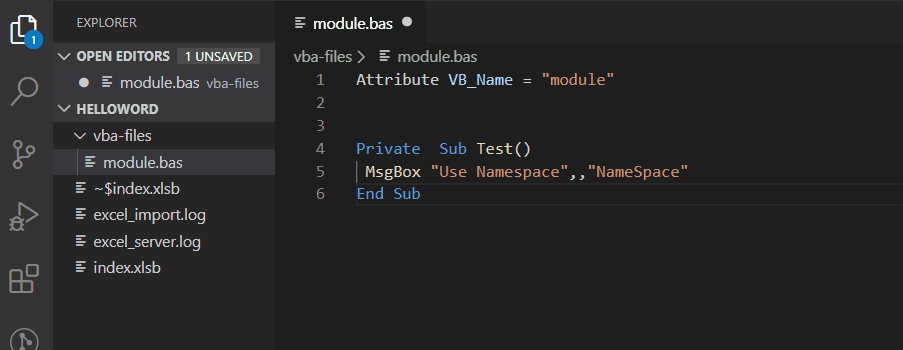 EXPLORER
OPEN EDITORS 1 UNSAVED
module.bas vba-files
HELLOWORD
vba-files
module.bas
~$index.xlsb
excel_import.log
excel_server.log
index.xlsb
1
module.bas
vba-files > module.bas
1 Attribute VB_Name = "module"
2
3
4 Private  Sub Test()
5 MsgBox "Use Namespace",,"NameSpace"
6 End Sub